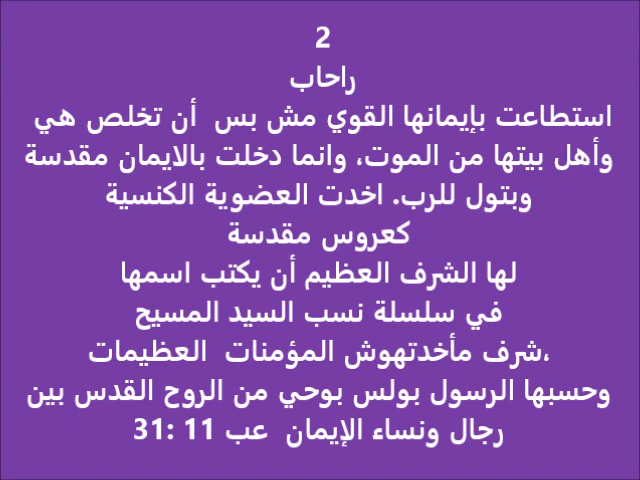 2
راحاب
استطاعت بإيمانها القوي مش بس أن تخلص هي
وأهل بيتها من الموت، وانما دخلت بالايمان مقدسة
وبتول للرب. اخدت العضوية الكنسية
كعروس مقدسة
لها الشرف العظيم أن يكتب اسمها
في سلسلة نسب السيد المسيح
،شرف مأخدتهوش المؤمنات العظيمات
وحسبها الرسول بولس بوحي من الروح القدس بين
رجال ونساء الإيمان عب 11 :31